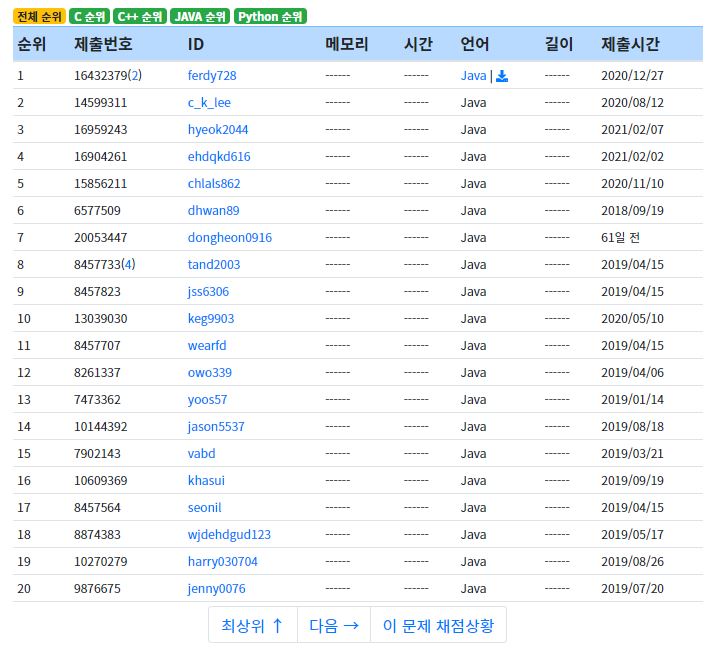 전체 순위 C 순위 C++ 순위 JAVA 순위 Python 순위
순위 제출번호 ID 메모리 시간 언어 길이 제출시간
1 16432379(2) ferdy728 ------ ------ Java | ------ 2020/12/27
2 14599311 c_k_lee ------ ------ Java ------ 2020/08/12
3 16959243 hyeok2044 ------ ------ Java ------ 2021/02/07
4 16904261 ehdqkd616 ------ ------ Java ------ 2021/02/02
5 15856211 chlals862 ------ ------ Java ------ 2020/11/10
6 6577509 dhwan89 ------ ------ Java ------ 2018/09/19
7 20053447 dongheon0916 ------ ------ Java ------ 61일 전
8 8457733(4) tand2003 ------ ------ Java ------ 2019/04/15
9 8457823 jss6306 ------ ------ Java ------ 2019/04/15
10 13039030 keg9903 ------ ------ Java ------ 2020/05/10
11 8457707 wearfd ------ ------ Java ------ 2019/04/15
12 8261337 owo339 ------ ------ Java ------ 2019/04/06
13 7473362 yoos57 ------ ------ Java ------ 2019/01/14
14 10144392 jason5537 ------ ------ Java ------ 2019/08/18
15 7902143 vabd ------ ------ Java ------ 2019/03/21
16 10609369 khasui ------ ------ Java ------ 2019/09/19
17 8457564 seonil ------ ------ Java ------ 2019/04/15
18 8874383 wjdehdgud123 ------ ------ Java ------ 2019/05/17
19 10270279 harry030704 ------ ------ Java ------ 2019/08/26
20 9876675 jenny0076 ------ ------ Java ------ 2019/07/20
최상위 ↑ 다음 → 이 문제 채점상황